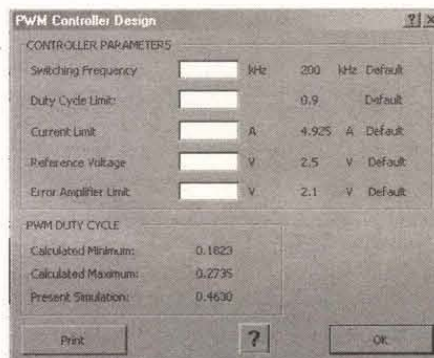 PWM Controller Design
CONTROLLER PARAMETERS
Switching Frequency kHz 200 kHz Default
Duty Cycle Limit: 0.9 Default
Current Limit A 4.925 A Default
Reference Voltage V 2.5 V Default
Error Amplifier Limit V 2.1 V Default
PWM DUTY CYCLE
Calculated Minimum: 0.1823
Calculated Maximum: 0.2735
Present Simulation: 0.4630
Print ? OK